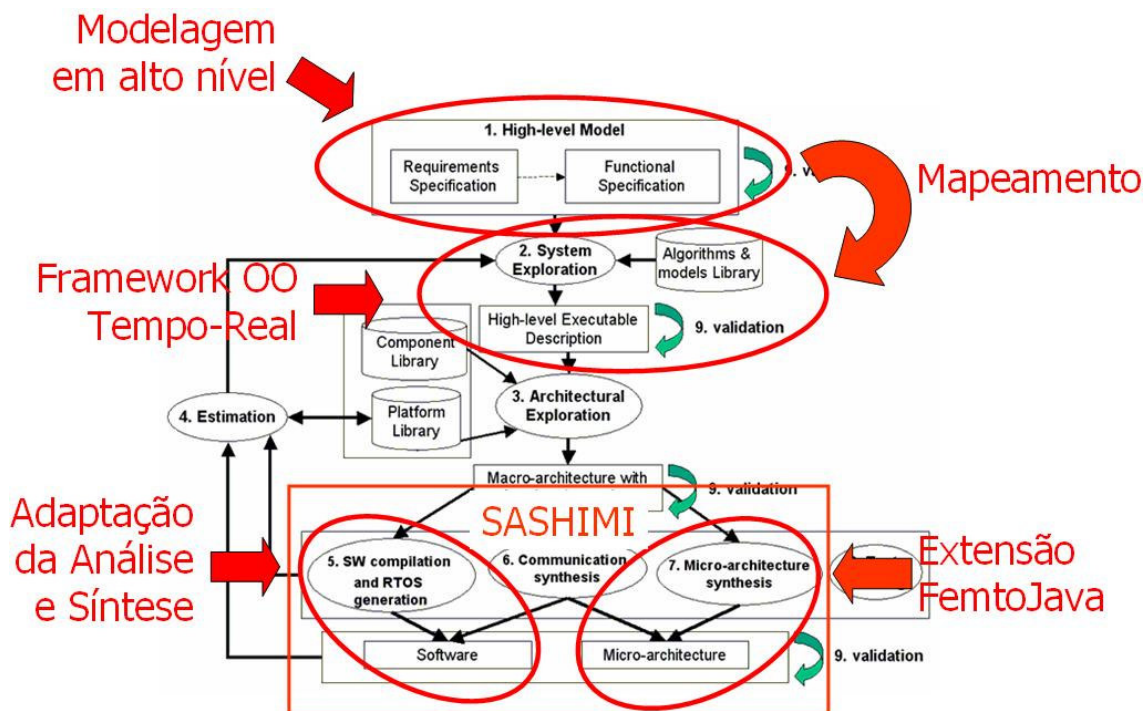 Modelagem
em alto nível
1. High-level Model
Requirements
Specification
Functional
Specification
9.
Mapeamento
2. System
Exploration
Algorithms &
models Library
Framework OO
Tempo-Real
High-level Executable
Description
9. validation
Component
Library
3. Architectural
Exploration
4. Estimation
Platform
Library
Macro-architecture with
9. validation
SASHIMI
Adaptação
da Análise
e Síntese
5. SW compilation
and RTOS
generation
6. Communication
synthesis
7. Micro-architecture
synthesis
Extensão
FemtoJava
Software
Micro-architecture
9. validation